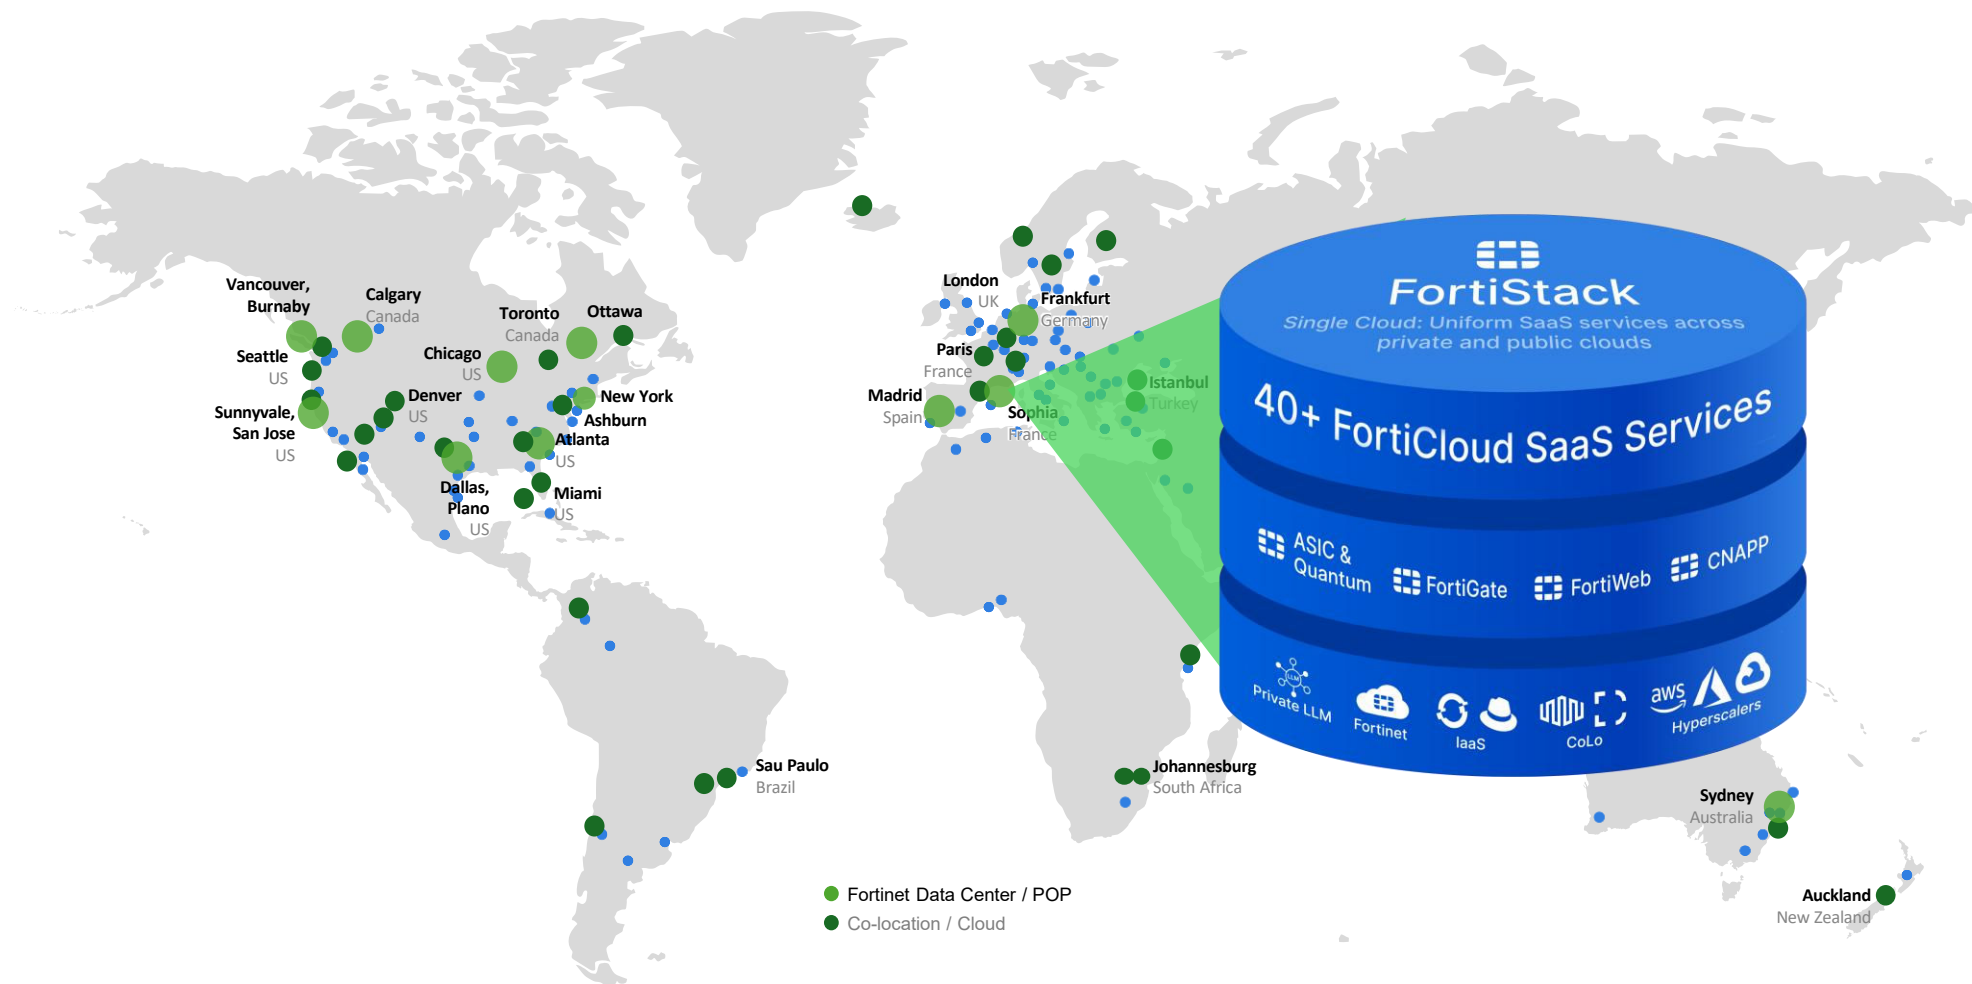 Vancouver,
Burnaby
Calgary
Canada
Seattle
US
Sunnyvale,
San Jose
US
Denver
US
Chicago
US
Toronto
Canada
Ottawa
New York
Ashburn
Atlanta
US
Dallas,
Plano
US
Miami
US
Sau Paulo
Brazil
London
UK
Frankfurt
Germany
Paris
France
Madrid
Spain
Sophia
France
Istanbul
Turkey
Johannesburg
South Africa
Sydney
Australia
Auckland
New Zealand
FortiStack
Single Cloud: Uniform SaaS services across
private and public clouds
40+ FortiCloud SaaS Services
ASIC &
Quantum
FortiGate
FortiWeb
CNAPP
LLM
Private LLM
Fortinet
IaaS
CoLo
aws
Hyperscalers
Fortinet Data Center / POP
Co-location / Cloud